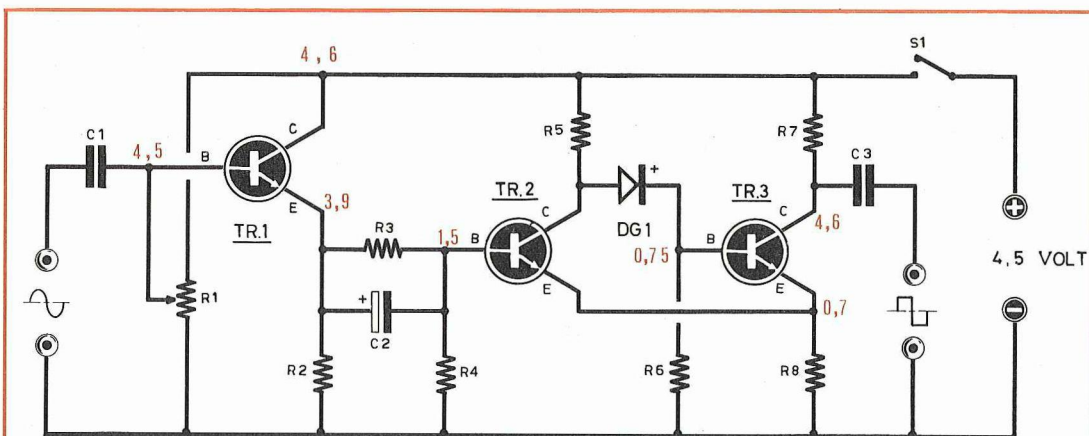 S1
4,6
C1
4,5
B
C
E
TR.1
3,9
R1
R3
1,5
B
+
C2
R2
R4
R5
TR.2
C
E
+
DG1
0,75
R6
R7
C3
TR.3
B
C
4,6
E
0,7
R8
+
4,5 VOLT
−